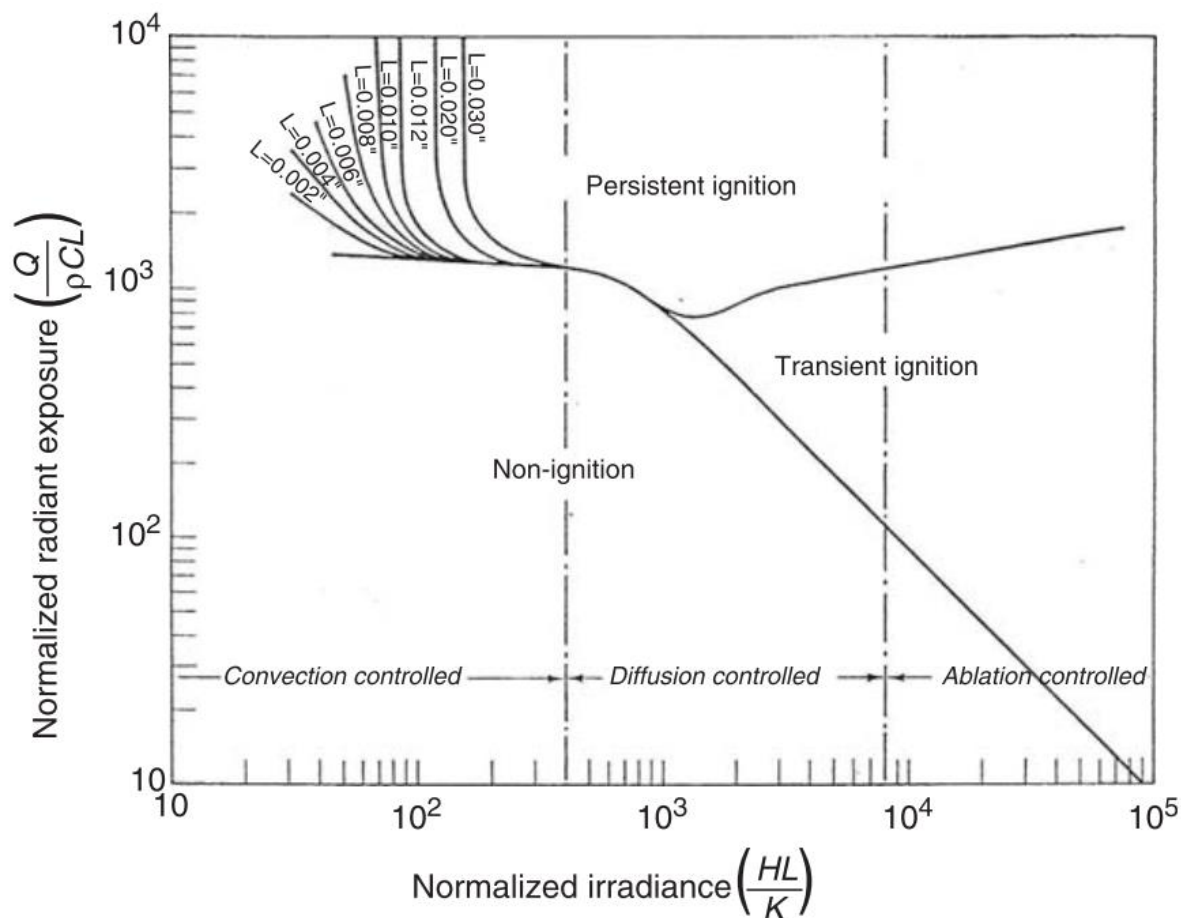 10⁴
10³
10²
10
Normalized radiant exposure (Q/ρCL)
L=0.002"
L=0.004"
L=0.006"
L=0.008"
L=0.010"
L=0.012"
L=0.020"
L=0.030"
Persistent ignition
Transient ignition
Non-ignition
Convection controlled
Diffusion controlled
Ablation controlled
10
10²
10³
10⁴
10⁵
Normalized irradiance (HL/K)